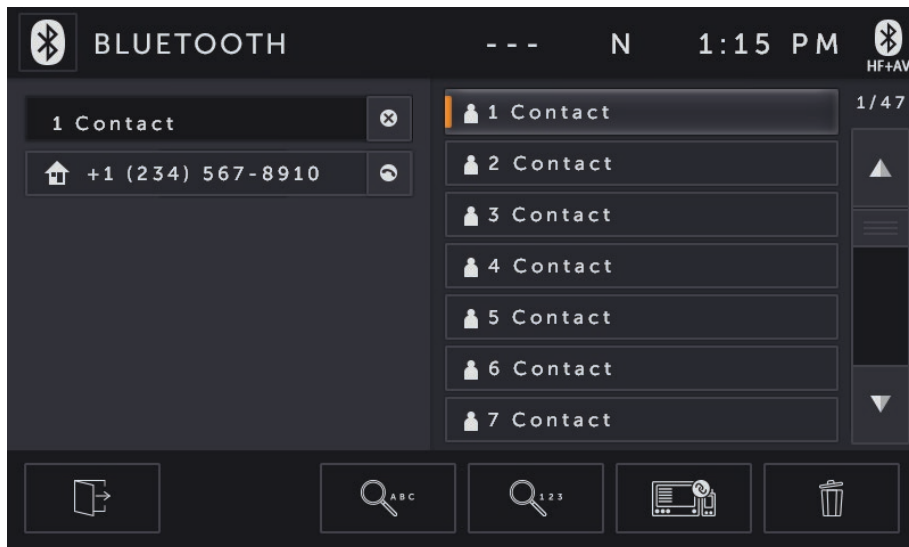 BLUETOOTH --- N 1:15 PM
HF+AV
1 Contact
+1 (234) 567-8910
1 Contact
2 Contact
3 Contact
4 Contact
5 Contact
6 Contact
7 Contact
1/47
ABC
123